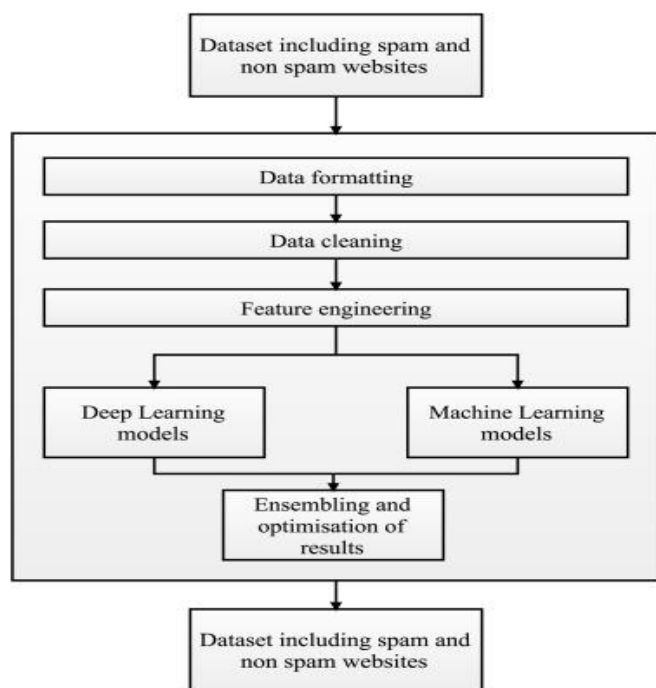 Dataset including spam and
non spam websites
Data formatting
Data cleaning
Feature engineering
Deep Learning
models
Machine Learning
models
Ensembling and
optimisation of
results
Dataset including spam and
non spam websites